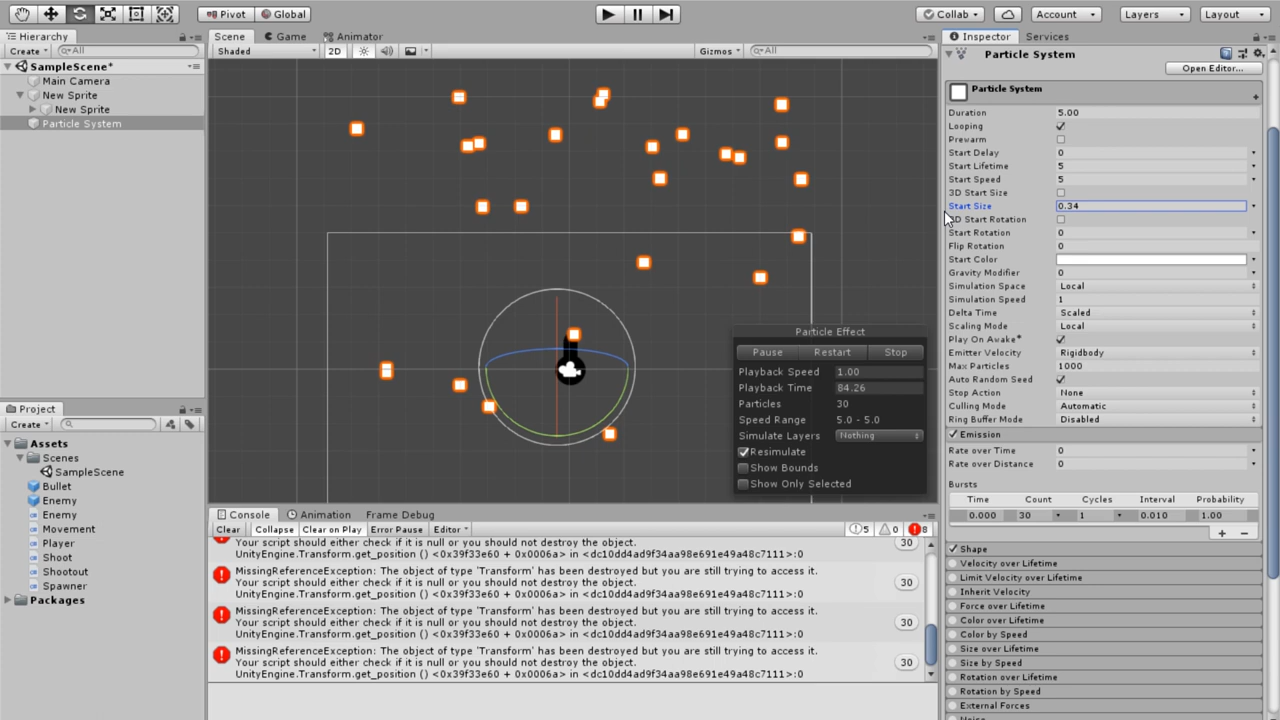 Pivot Global Collab Account Layers Layout
Hierarchy
Create All
SampleScene*
Main Camera
New Sprite
New Sprite
Particle System
Scene Game Animator
Shaded 2D Gizmos All
Particle Effect
Pause Restart Stop
Playback Speed 1.00
Playback Time 84.26
Particles 30
Speed Range 5.0 - 5.0
Simulate Layers Nothing
Resimulate
Show Bounds
Show Only Selected
Project
Create
Assets
Scenes
SampleScene
Bullet
Enemy
Enemy
Movement
Player
Shoot
Shootout
Spawner
Packages
Console Animation Frame Debug
Clear Collapse Clear on Play Error Pause Editor 5 0 8
Your script should either check if it is null or you should not destroy the object. 30
UnityEngine.Transform.get_position () <0x39f33e60 + 0x0006a> in <dc10dd4ad9f34aa98e691e49a48c7111>:0
MissingReferenceException: The object of type 'Transform' has been destroyed but you are still trying to access it.
Your script should either check if it is null or you should not destroy the object. 30
UnityEngine.Transform.get_position () <0x39f33e60 + 0x0006a> in <dc10dd4ad9f34aa98e691e49a48c7111>:0
MissingReferenceException: The object of type 'Transform' has been destroyed but you are still trying to access it.
Your script should either check if it is null or you should not destroy the object. 30
UnityEngine.Transform.get_position () <0x39f33e60 + 0x0006a> in <dc10dd4ad9f34aa98e691e49a48c7111>:0
MissingReferenceException: The object of type 'Transform' has been destroyed but you are still trying to access it.
Your script should either check if it is null or you should not destroy the object. 30
UnityEngine.Transform.get_position () <0x39f33e60 + 0x0006a> in <dc10dd4ad9f34aa98e691e49a48c7111>:0
Inspector Services
Particle System
Open Editor...
Particle System
Duration 5.00
Looping
Prewarm
Start Delay 0
Start Lifetime 5
Start Speed 5
3D Start Size
Start Size 0.34
3D Start Rotation
Start Rotation 0
Flip Rotation 0
Start Color
Gravity Modifier 0
Simulation Space Local
Simulation Speed 1
Delta Time Scaled
Scaling Mode Local
Play On Awake*
Emitter Velocity Rigidbody
Max Particles 1000
Auto Random Seed
Stop Action None
Culling Mode Automatic
Ring Buffer Mode Disabled
Emission
Rate over Time 0
Rate over Distance 0
Bursts
Time Count Cycles Interval Probability
0.000 30 1 0.010 1.00
Shape
Velocity over Lifetime
Limit Velocity over Lifetime
Inherit Velocity
Force over Lifetime
Color over Lifetime
Color by Speed
Size over Lifetime
Size by Speed
Rotation over Lifetime
Rotation by Speed
External Forces